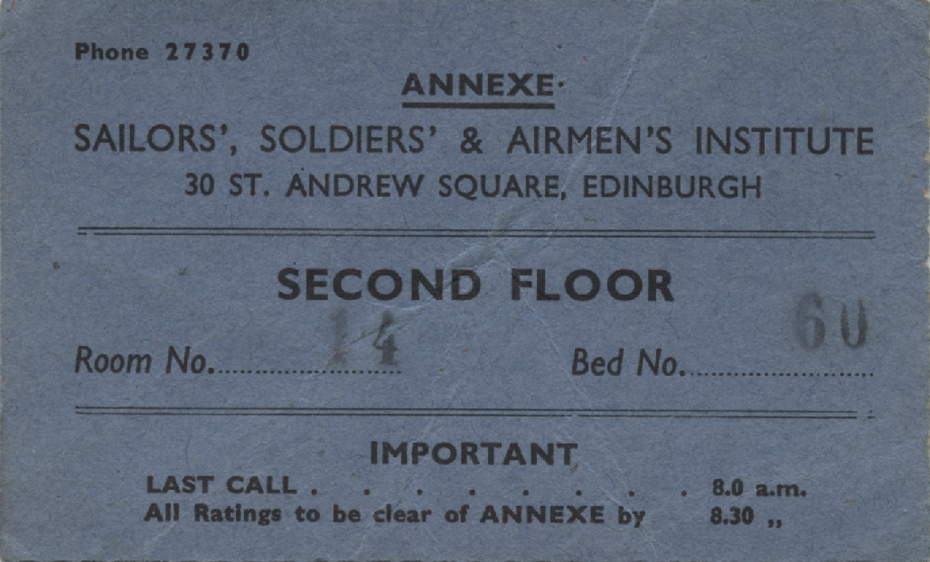 Phone 27370
ANNEXE
SAILORS', SOLDIERS' & AIRMEN'S INSTITUTE
30 ST. ANDREW SQUARE, EDINBURGH
SECOND FLOOR
Room No. 14 Bed No. 60
IMPORTANT
LAST CALL . . . . . . . . 8.0 a.m.
All Ratings to be clear of ANNEXE by 8.30 ,,